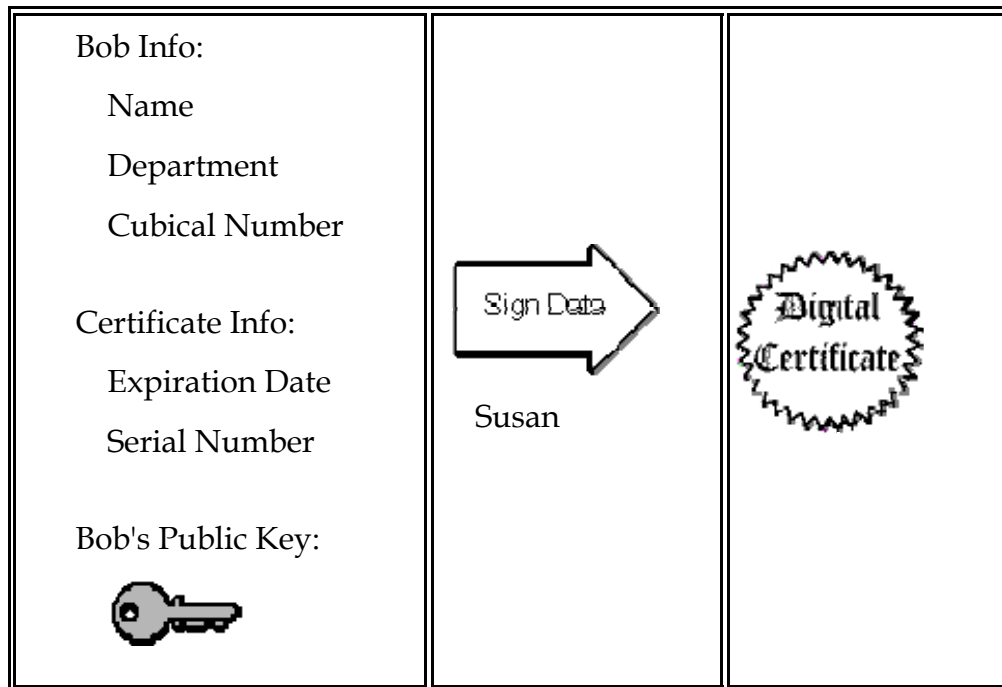 Bob Info:
Name
Department
Cubical Number
Certificate Info:
Expiration Date
Serial Number
Bob's Public Key:
Sign Data
Susan
Digital
Certificate